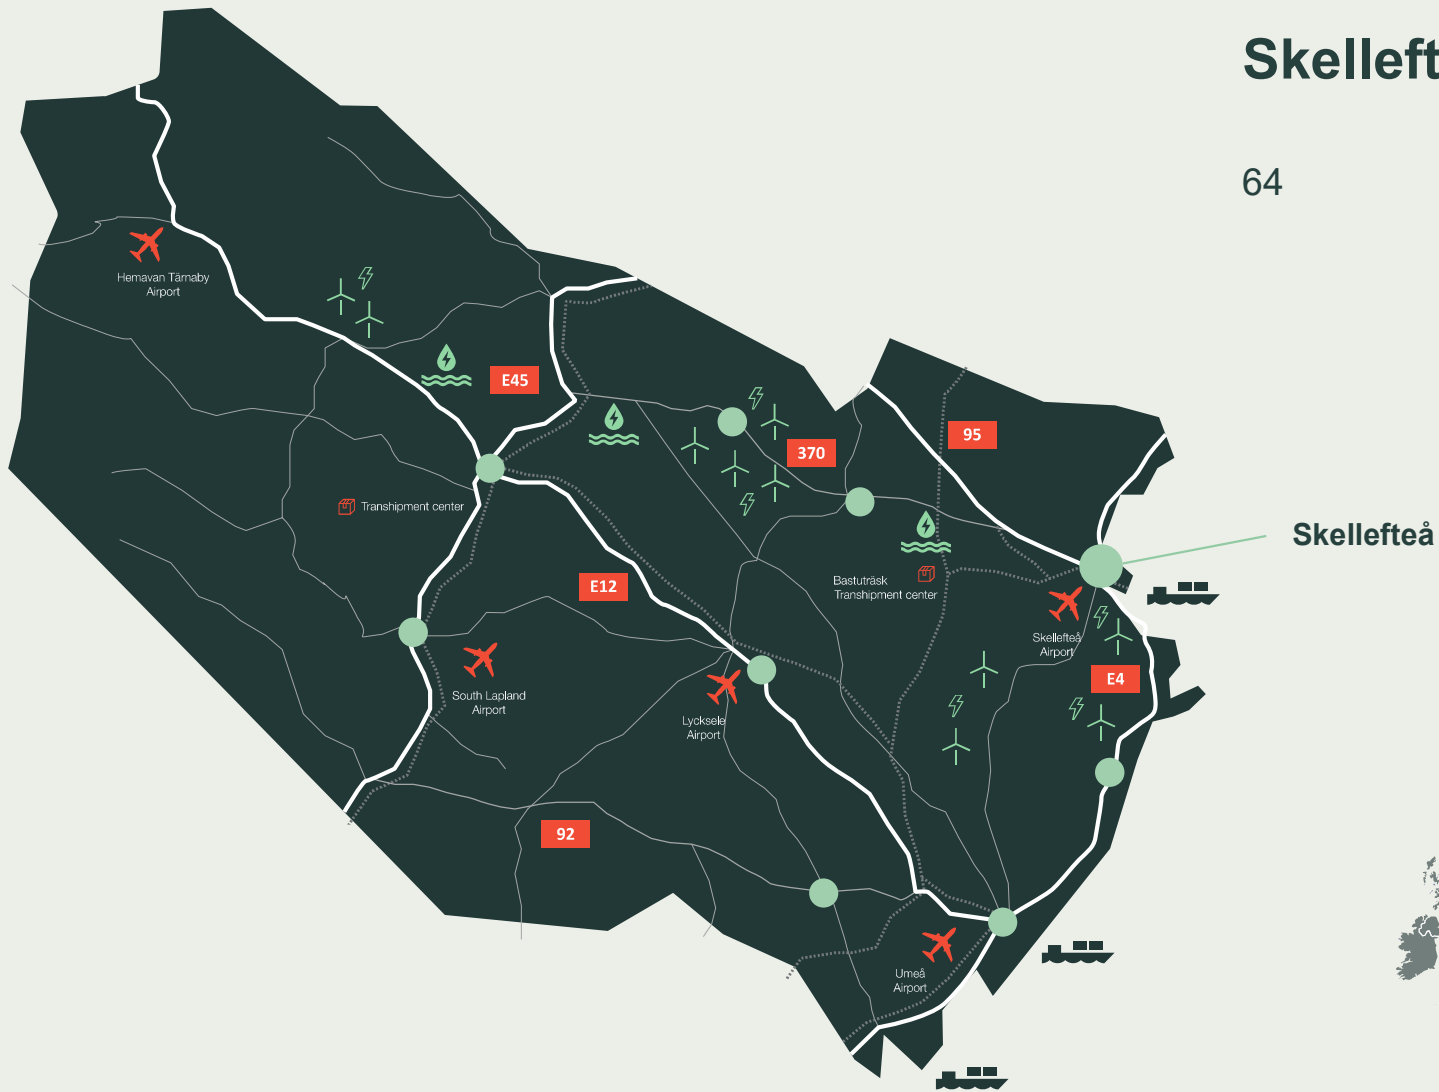 Skelleft
64
Hemavan Tärnaby
Airport
E45
370
95
Transhipment center
Skellefteå
E12
Bastuträsk
Transhipment center
Skellefteå
Airport
E4
South Lapland
Airport
Lycksele
Airport
92
Umeå
Airport